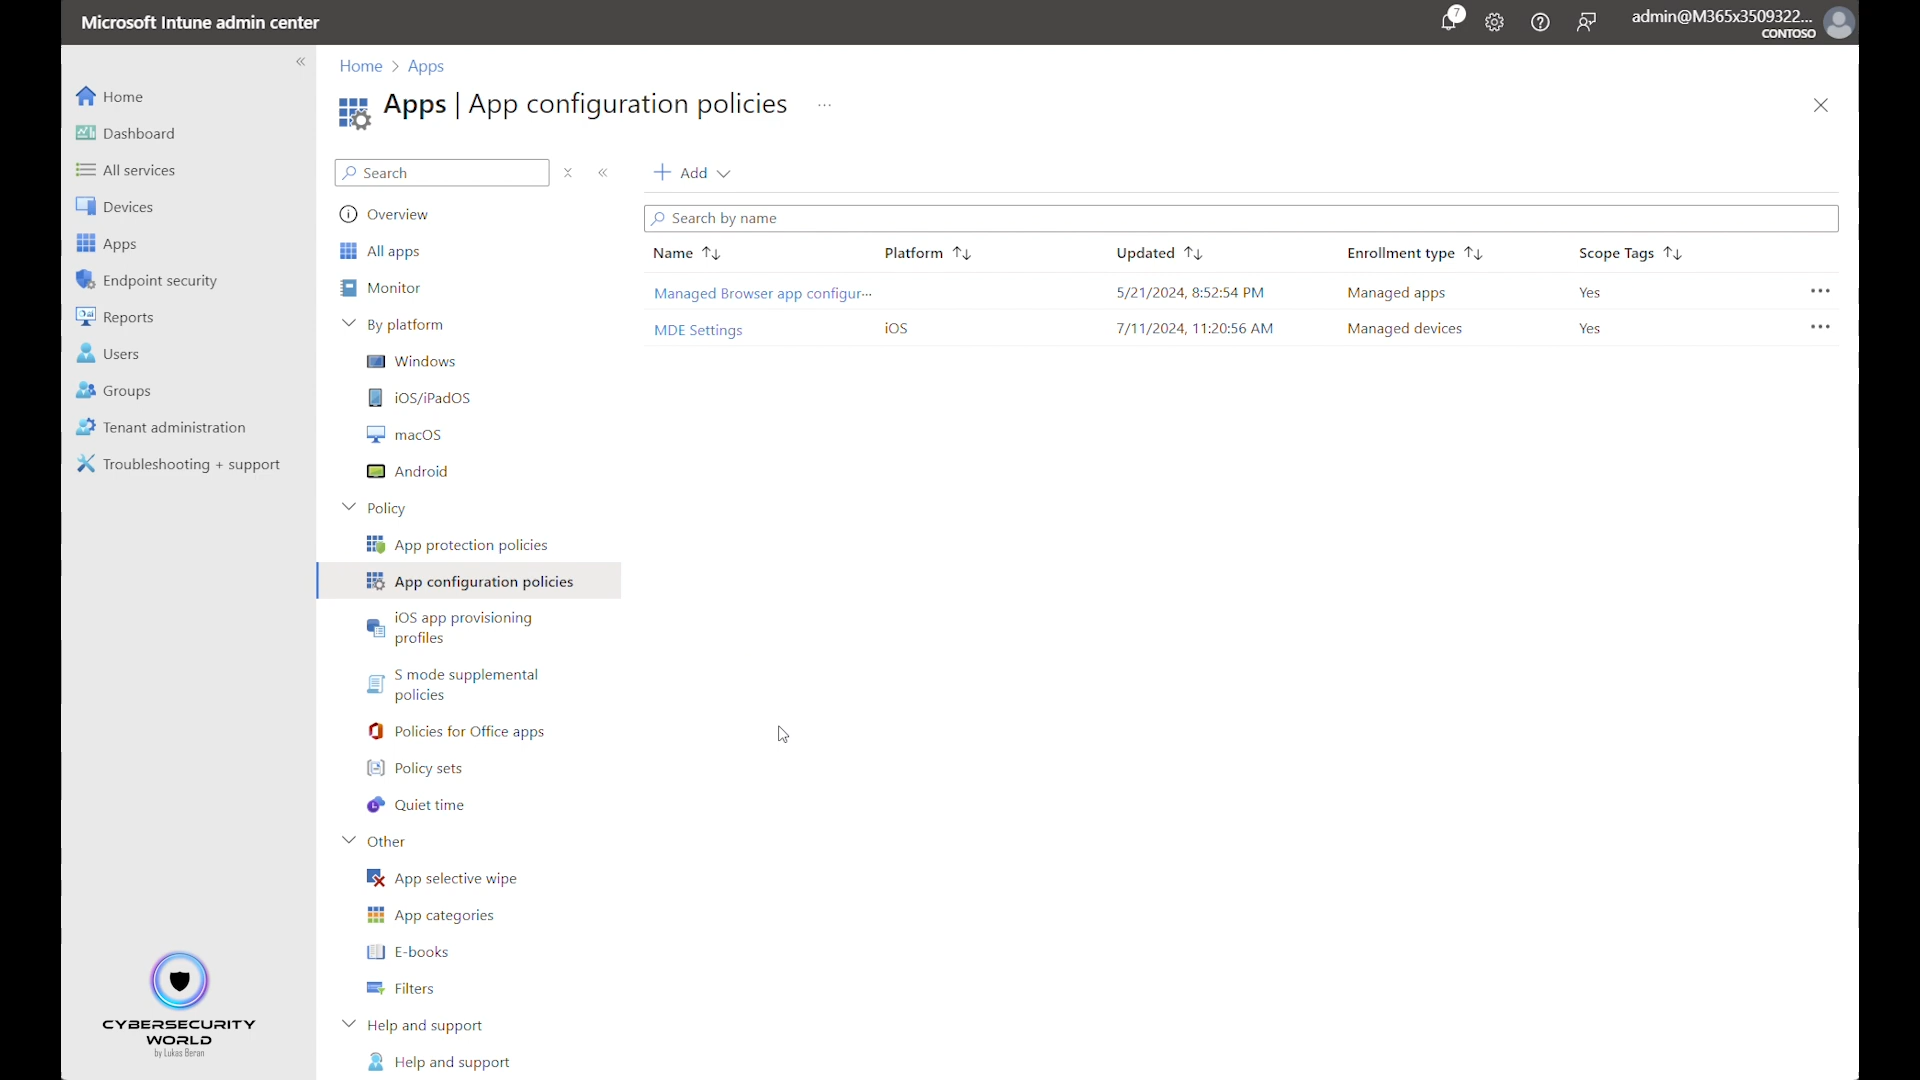 Microsoft Intune admin center
7
admin@M365x3509322...
CONTOSO
Home
Dashboard
All services
Devices
Apps
Endpoint security
Reports
Users
Groups
Tenant administration
Troubleshooting + support
CYBERSECURITY
WORLD
by Lukas Beran
Home > Apps
Apps | App configuration policies ...
Search
Overview
All apps
Monitor
By platform
Windows
iOS/iPadOS
macOS
Android
Policy
App protection policies
App configuration policies
iOS app provisioning
profiles
S mode supplemental
policies
Policies for Office apps
Policy sets
Quiet time
Other
App selective wipe
App categories
E-books
Filters
Help and support
Help and support
Add
Search by name
Name Platform Updated Enrollment type Scope Tags
Managed Browser app configur... 5/21/2024, 8:52:54 PM Managed apps Yes
MDE Settings iOS 7/11/2024, 11:20:56 AM Managed devices Yes